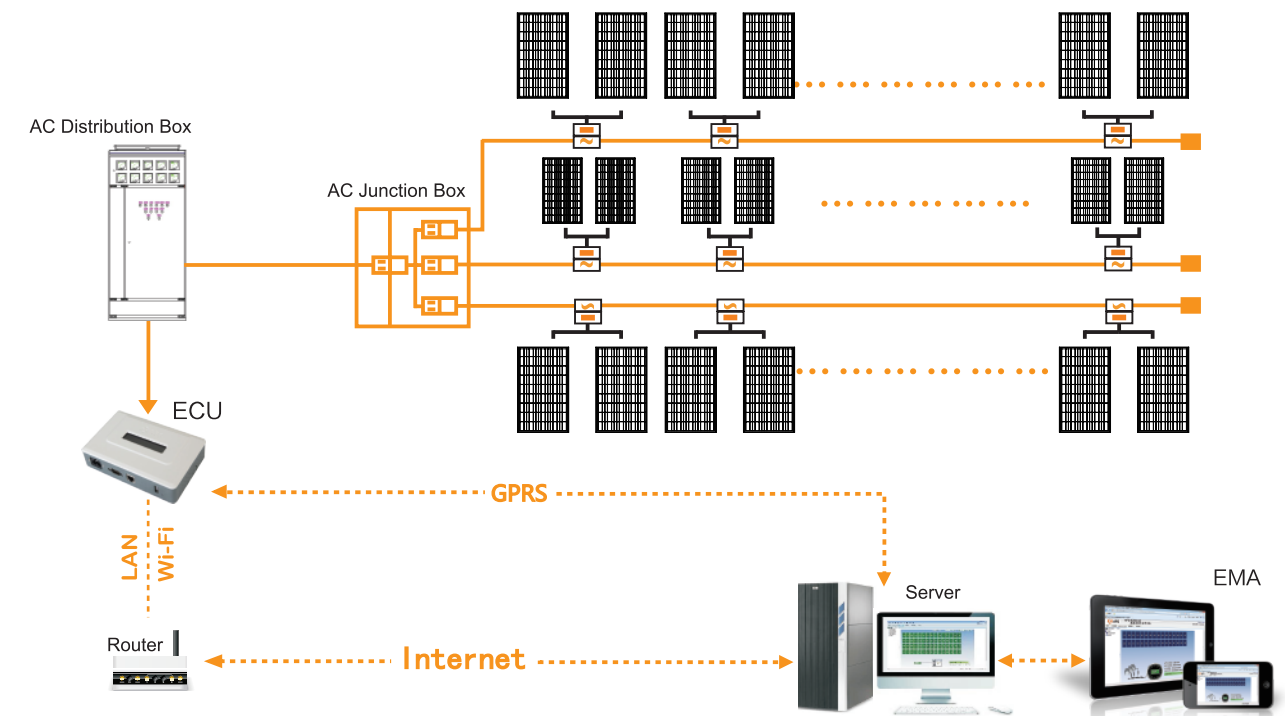 AC Distribution Box
AC Junction Box
ECU
GPRS
LAN
Wi-Fi
EMA
Server
Router
Internet